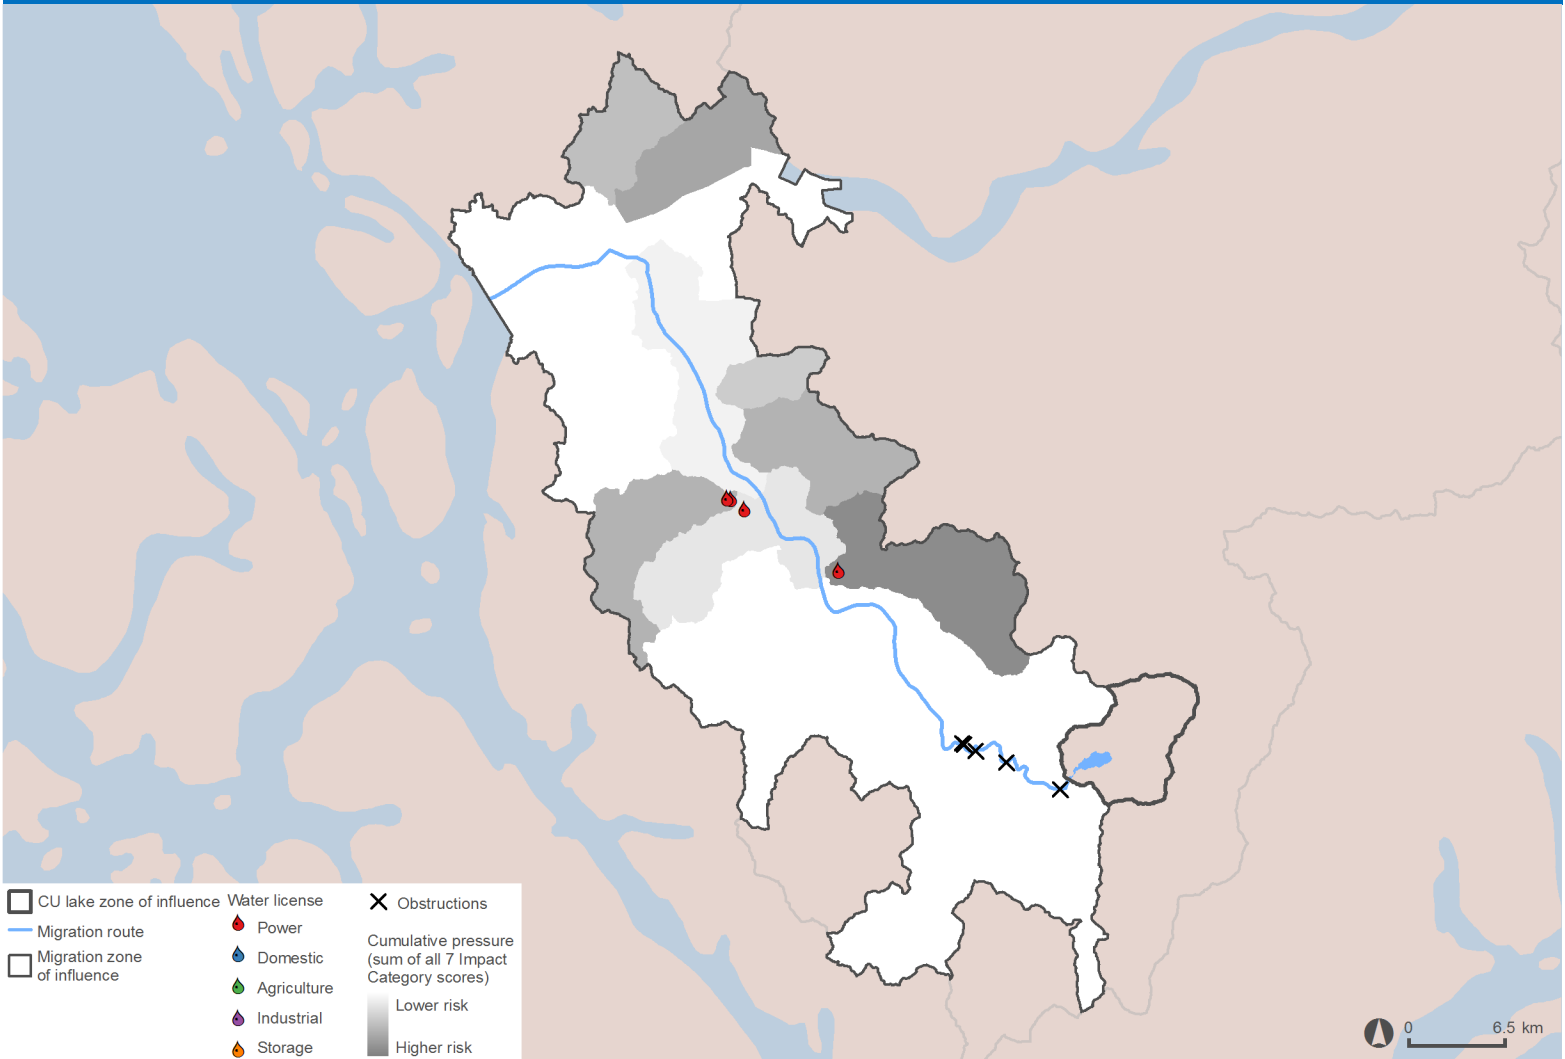 CU lake zone of influence
Migration route
Migration zone
of influence
Water license
Power
Domestic
Agriculture
Industrial
Storage
Obstructions
Cumulative pressure
(sum of all 7 Impact
Category scores)
Lower risk
Higher risk
0 6.5 km